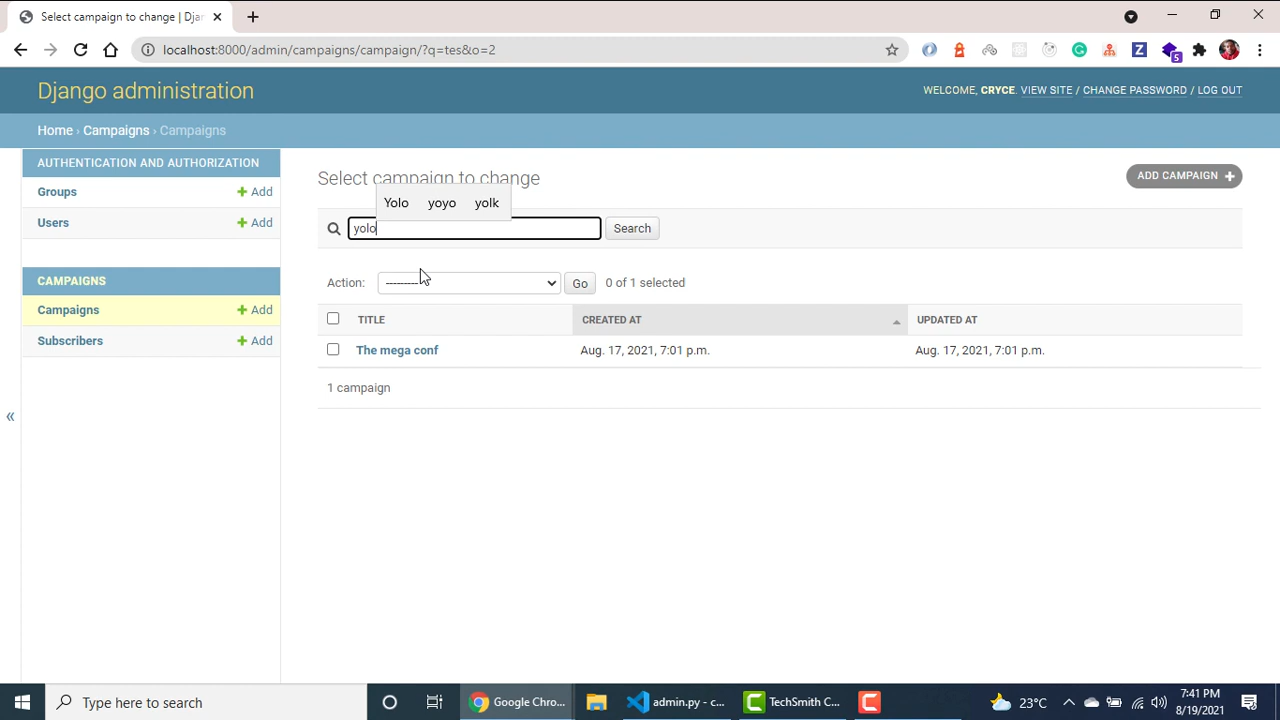 Select campaign to change | Djan
localhost:8000/admin/campaigns/campaign/?q=tes&o=2
5
Django administration
WELCOME, CRYCE. VIEW SITE / CHANGE PASSWORD / LOG OUT
Home › Campaigns › Campaigns
AUTHENTICATION AND AUTHORIZATION
Groups + Add
Users + Add
CAMPAIGNS
Campaigns + Add
Subscribers + Add
«
Select campaign to change
ADD CAMPAIGN +
Yolo yoyo yolk
yolo
Search
Action: --------- Go 0 of 1 selected
TITLE CREATED AT UPDATED AT
The mega conf Aug. 17, 2021, 7:01 p.m. Aug. 17, 2021, 7:01 p.m.
1 campaign
Type here to search
Google Chro...
admin.py - c...
TechSmith C...
23°C
7:41 PM
8/19/2021